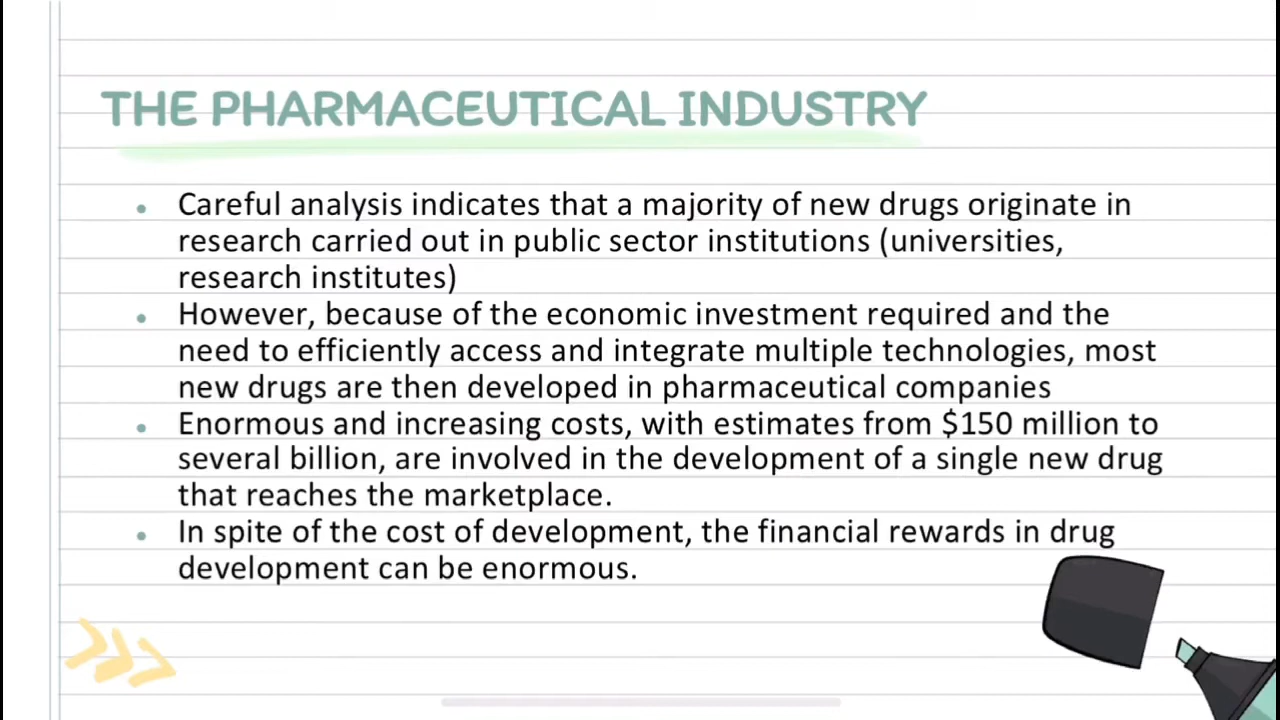 THE PHARMACEUTICAL INDUSTRY
• Careful analysis indicates that a majority of new drugs originate in
research carried out in public sector institutions (universities,
research institutes)
• However, because of the economic investment required and the
need to efficiently access and integrate multiple technologies, most
new drugs are then developed in pharmaceutical companies
• Enormous and increasing costs, with estimates from $150 million to
several billion, are involved in the development of a single new drug
that reaches the marketplace.
• In spite of the cost of development, the financial rewards in drug
development can be enormous.